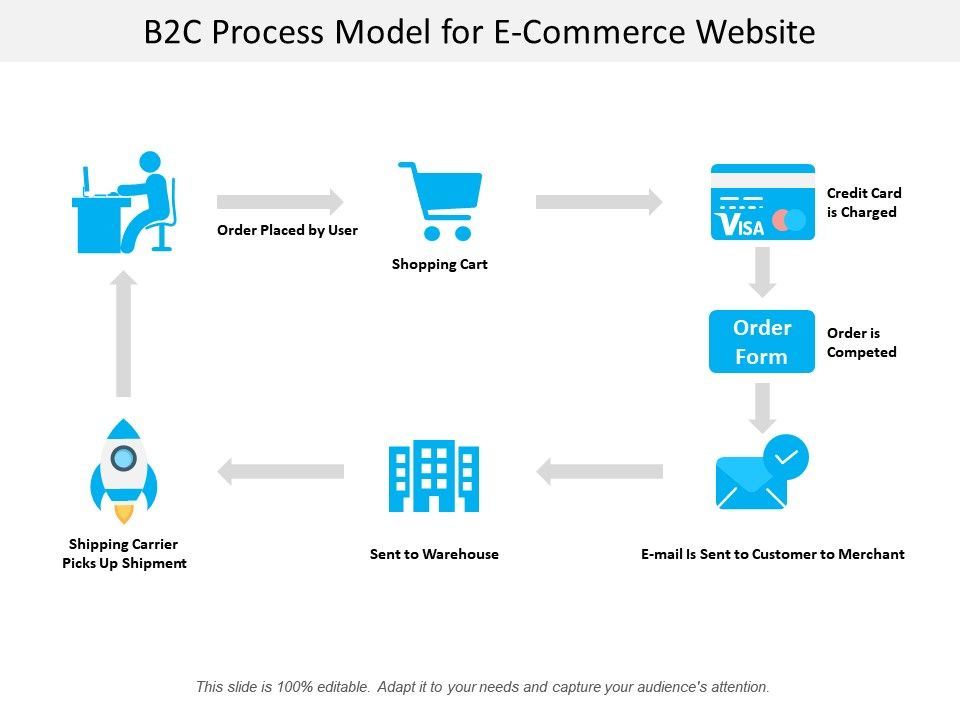 B2C Process Model for E-Commerce Website
Order Placed by User
Shopping Cart
VISA
Credit Card
is Charged
Order
Form
Order is
Competed
Shipping Carrier
Picks Up Shipment
Sent to Warehouse
E-mail Is Sent to Customer to Merchant
This slide is 100% editable. Adapt it to your needs and capture your audience's attention.